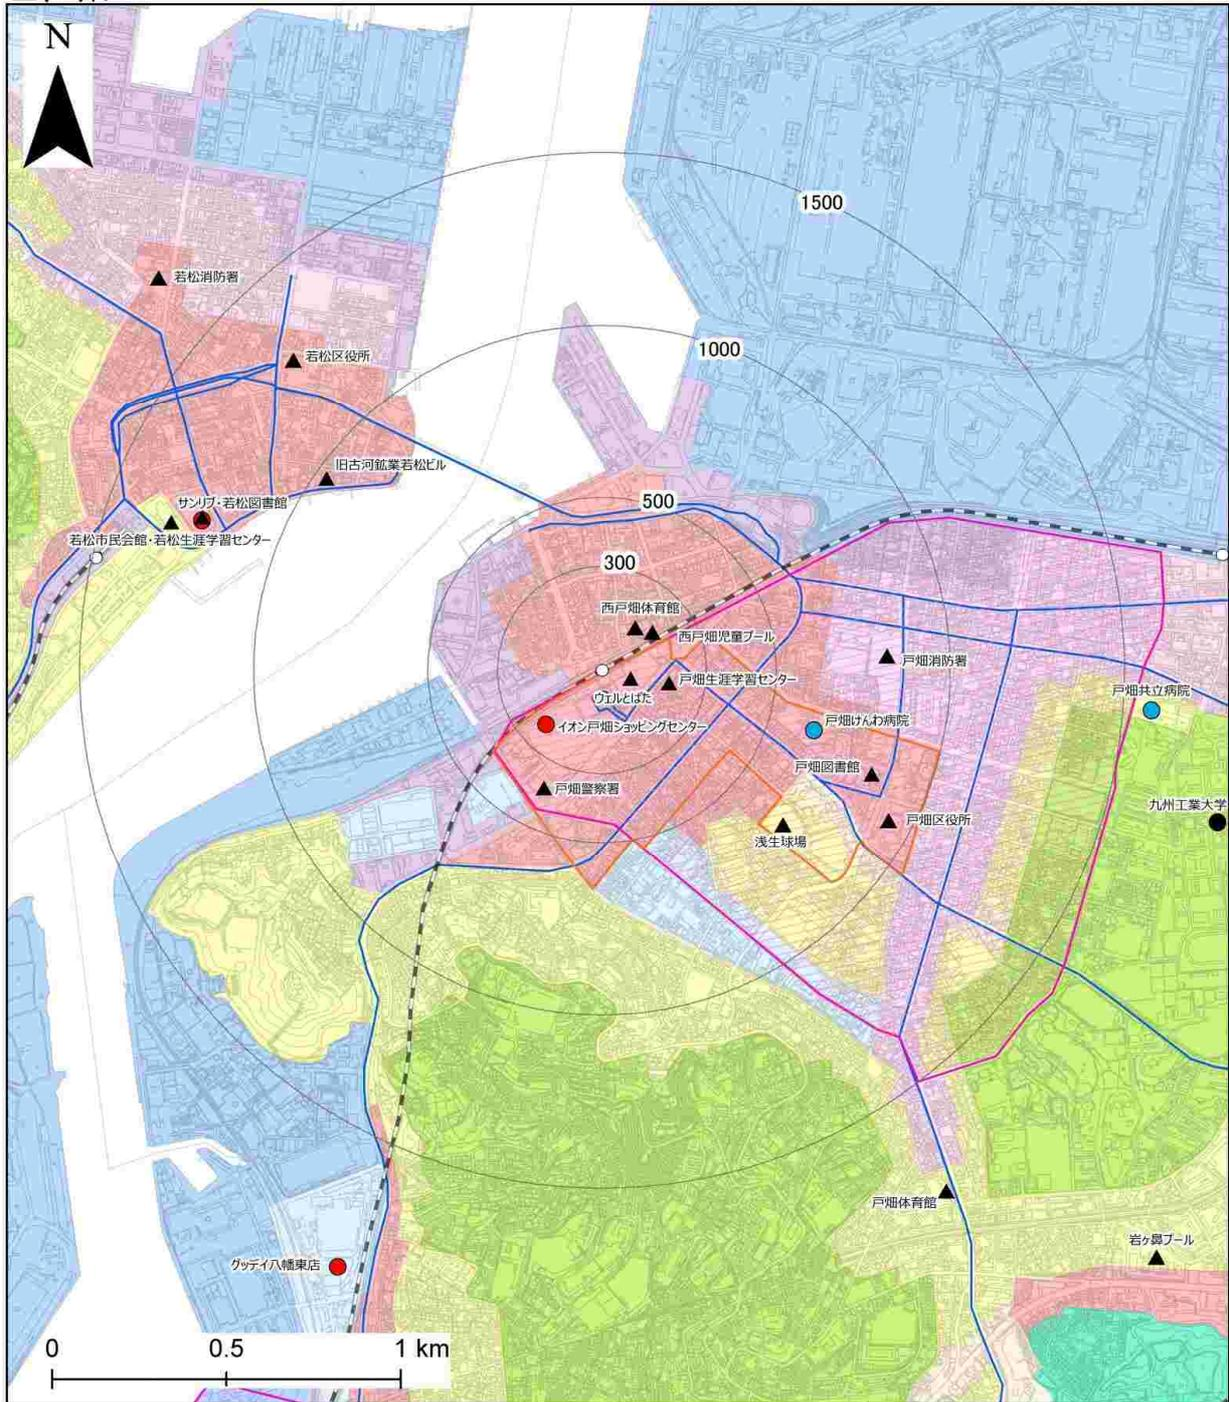 N
1500
若松消防署
1000
若松区役所
旧古河鉱業若松ビル
サンリブ・若松図書館
500
若松市民会館・若松生涯学習センター
300
西戸畑体育館
西戸畑児童プール
戸畑消防署
戸畑生涯学習センター
戸畑共立病院
ウェルとばた
イオン戸畑ショッピングセンター
戸畑けんわ病院
戸畑図書館
戸畑警察署
九州工業大学
戸畑区役所
浅生球場
戸畑体育館
岩ヶ鼻プール
グッデイ八幡東店
0 0.5 1 km